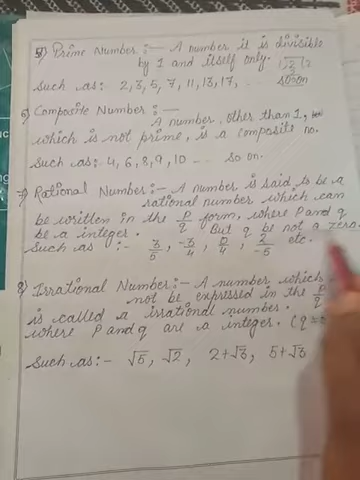 5) Prime Number :- A number it is divisible
by 1 and itself only.
Such as :- 2, 3, 5, 7, 11, 13, 17, ... so on
6) Composite Number :-
A number, other than 1,
which is not prime, is a composite no.
Such as :- 4, 6, 8, 9, 10 ... so on.
7) Rational Number :- A number is said to be a
rational number which can
be written in the P/q form, where P and q
be a integer. But q be not a zero.
Such as :- 3/5, -3/4, 0/4, 2/-5 etc.
8) Irrational Number :- A number which
not be expressed in the P/q
is called a irrational number.
where P and q are a integer. (q
Such as :- √5, √2, 2+√3, 5+√3